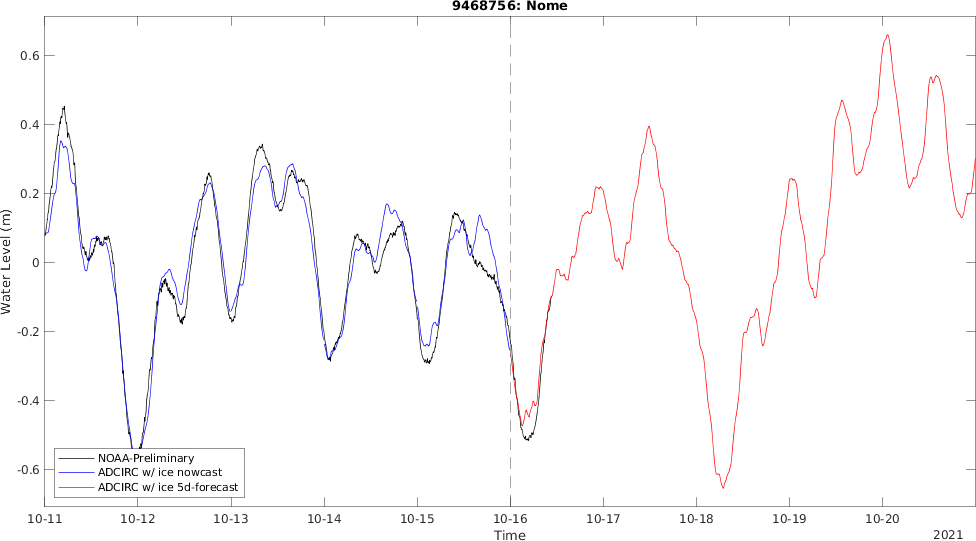 9468756: Nome
0.6
0.4
0.2
0
-0.2
-0.4
-0.6
Water Level (m)
NOAA-Preliminary
ADCIRC w/ ice nowcast
ADCIRC w/ ice 5d-forecast
10-11 10-12 10-13 10-14 10-15 10-16 10-17 10-18 10-19 10-20
Time
2021